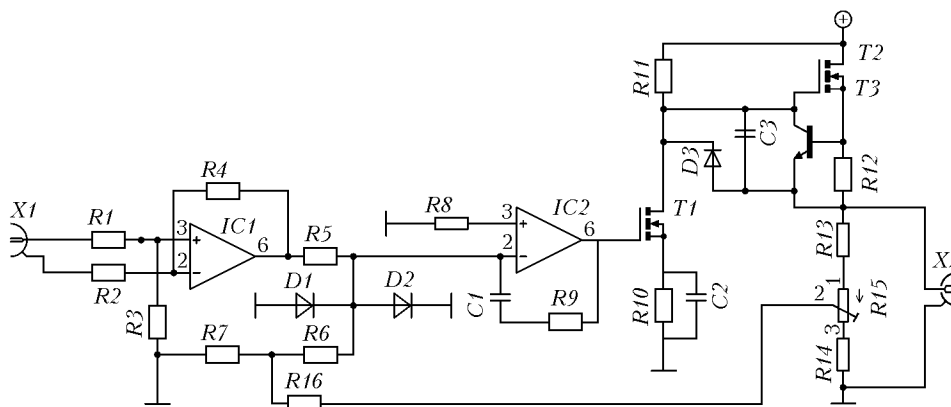 T2
R11
T3
C3
D3
R12
R4
X1
R1
3
IC1
2
6
R2
R5
R8
3
IC2
2
6
T1
R13
X
D1
D2
R3
C1
R9
R10
C2
1
2
R15
3
R7
R6
R14
R16